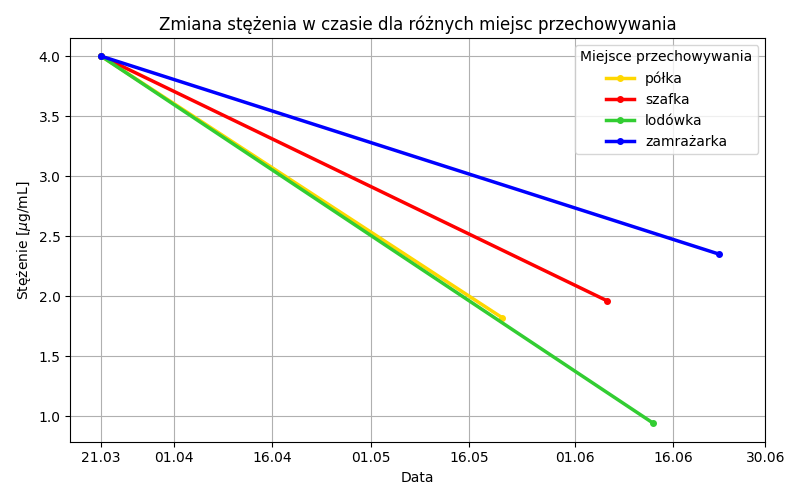 Zmiana stężenia w czasie dla różnych miejsc przechowywania
Miejsce przechowywania
półka
szafka
lodówka
zamrażarka
Stężenie [μg/mL]
4.0
3.5
3.0
2.5
2.0
1.5
1.0
21.03 01.04 16.04 01.05 16.05 01.06 16.06 30.06
Data